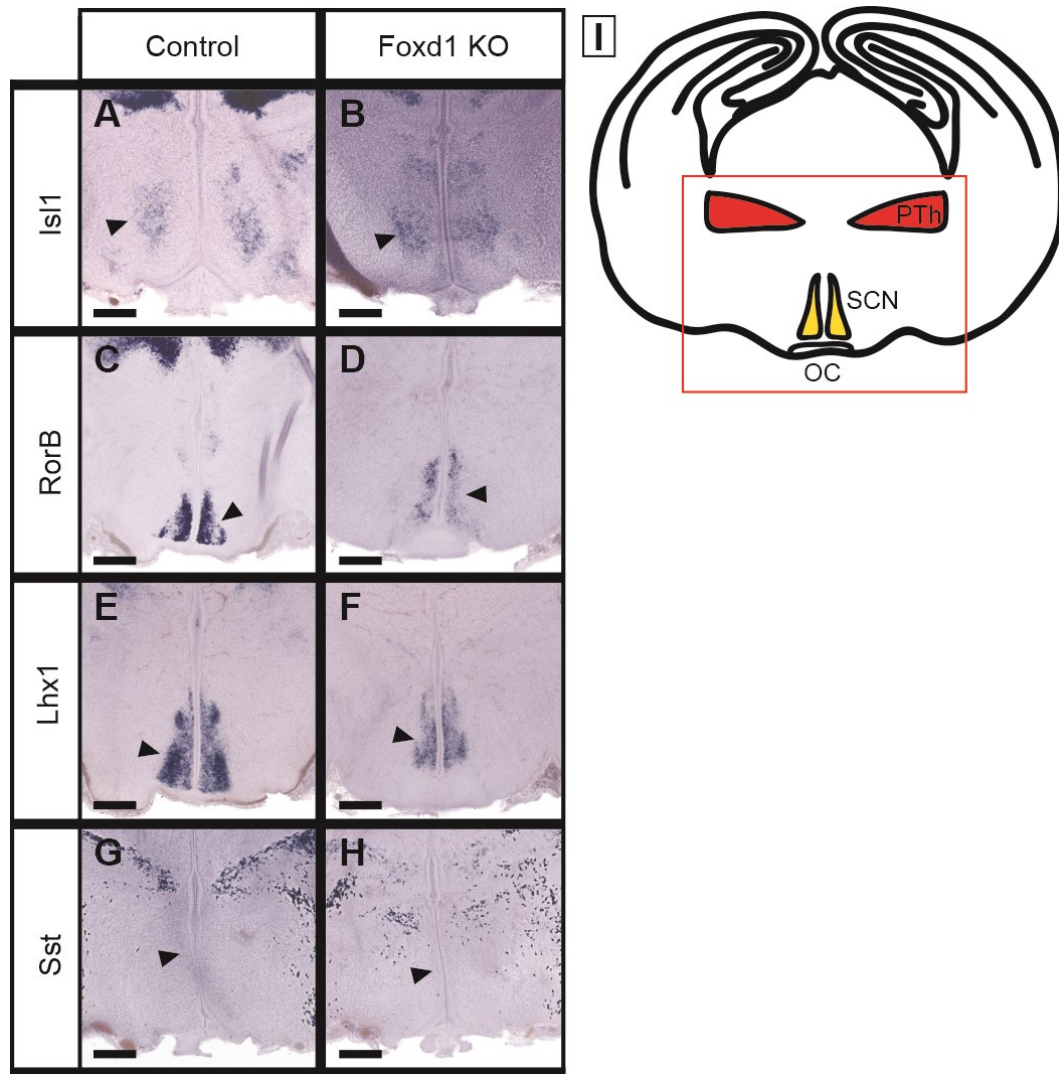 Control
Foxd1 KO
I
Isl1
A
B
PTh
SCN
OC
RorB
C
D
Lhx1
E
F
Sst
G
H